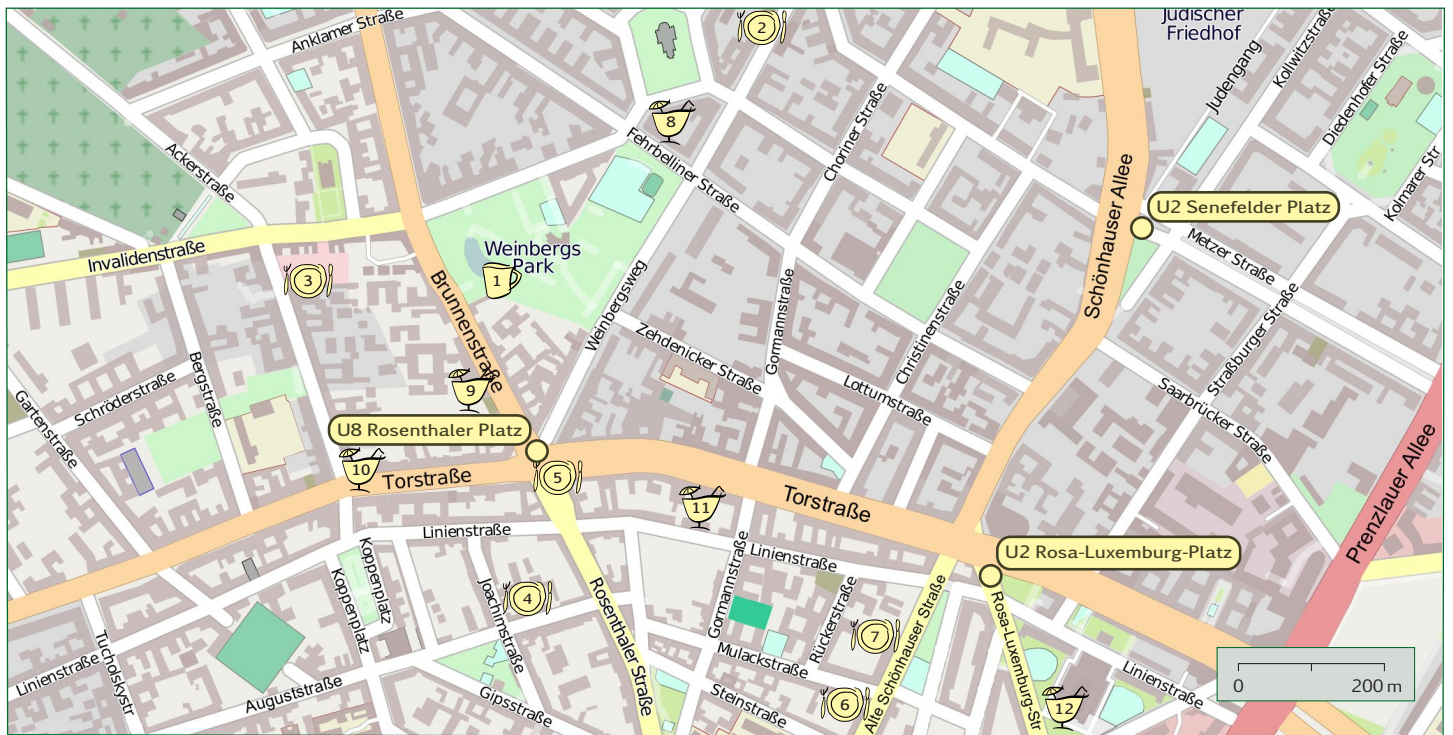 Anklamer Straße
2
Jüdischer
Friedhof
Judengang
Kollwitzstraße
Diedenhofer Straße
Kolmarer Str
8
Fehrbelliner Straße
Choriner Straße
Ackerstraße
Schönhauser Allee
U2 Senefelder Platz
Metzer Straße
Invalidenstraße
Weinbergs
Park
3
1
Brunnenstraße
Weinbergsweg
Gormannstraße
Christinenstraße
Straßburger Straße
Zehdenicker Straße
Lottumstraße
Saarbrücker Straße
Bergstraße
Schröderstraße
Gartenstraße
9
U8 Rosenthaler Platz
10
Torstraße
5
11
Torstraße
Prenzlauer Allee
Linienstraße
Linienstraße
U2 Rosa-Luxemburg-Platz
Koppenplatz
Koppenplatz
Joachimstraße
4
Rosenthaler Straße
Gormannstraße
Rückerstraße
7
Alte Schönhauser Straße
Rosa-Luxemburg-Str
Mulackstraße
Linienstraße
Tucholskystr
Linienstraße
Auguststraße
Gipsstraße
Steinstraße
6
12
0
200 m